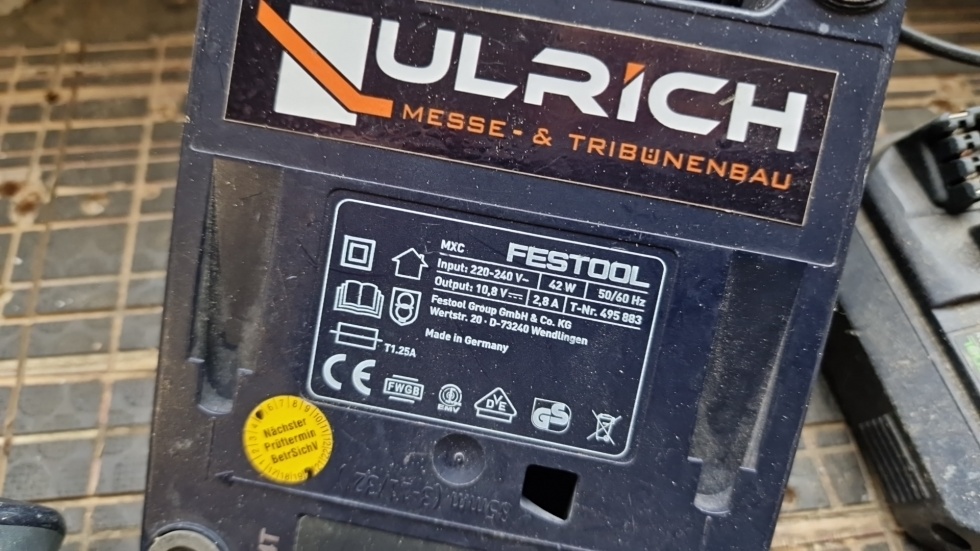 ULRICH
MESSE- & TRIBÜNENBAU
MXC
FESTOOL
Input: 220-240 V~ 42 W 50/60 Hz
Output: 10,8 V 2,8 A T-Nr. 495 883
Festool Group GmbH & Co. KG
Wertstr. 20 · D-73240 Wendlingen
Made in Germany
T1.25A
CE
FWGB
EMV
DVE
GS
Nächster
Prüftermin
BetrSichV